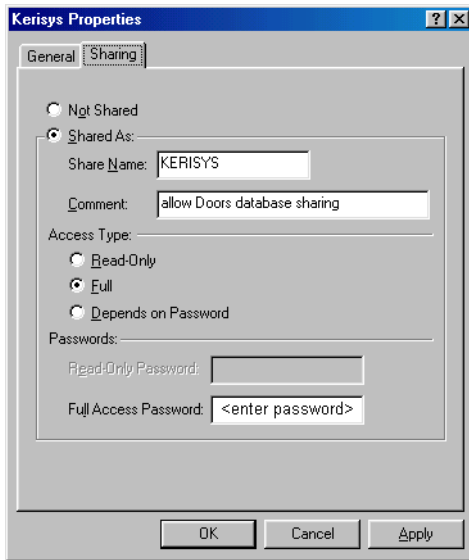 Kerisys Properties
General Sharing
Not Shared
Shared As:
Share Name: KERISYS
Comment: allow Doors database sharing
Access Type:
Read-Only
Full
Depends on Password
Passwords:
Read-Only Password:
Full Access Password: <enter password>
OK Cancel Apply